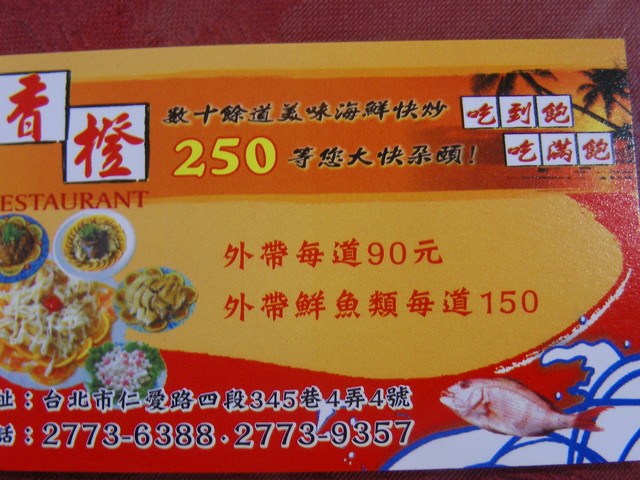 香橙
ESTAURANT
數十餘道美味海鮮快炒 吃到飽
250 等您大快朵頤! 吃滿飽
外帶每道90元
外帶鮮魚類每道150
址:台北市仁愛路四段345巷4弄4號
話:2773-6388·2773-9357